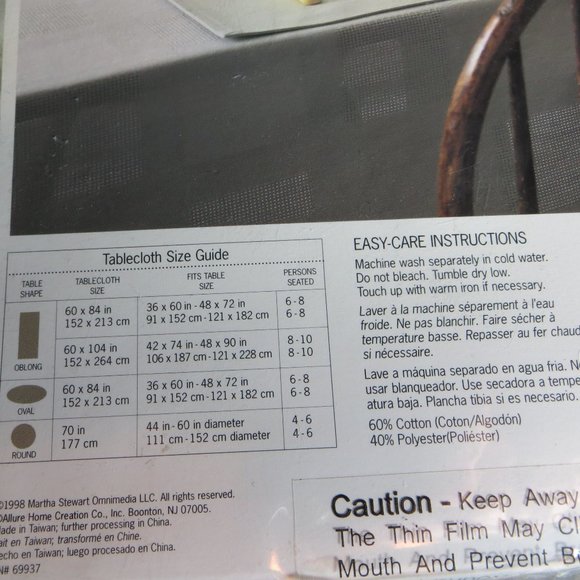 Tablecloth Size Guide
TABLE SHAPE TABLECLOTH SIZE FITS TABLE SIZE PERSONS SEATED
60 x 84 in 36 x 60 in - 48 x 72 in 6-8
152 x 213 cm 91 x 152 cm - 121 x 182 cm 6-8
60 x 104 in 42 x 74 in - 48 x 90 in 8-10
152 x 264 cm 106 x 187 cm - 121 x 228 cm 8-10
OBLONG
60 x 84 in 36 x 60 in - 48 x 72 in 6-8
152 x 213 cm 91 x 152 cm - 121 x 182 cm 6-8
OVAL
70 in 44 in - 60 in diameter 4-6
177 cm 111 cm - 152 cm diameter 4-6
ROUND
EASY-CARE INSTRUCTIONS
Machine wash separately in cold water.
Do not bleach. Tumble dry low.
Touch up with warm iron if necessary.
Laver à la machine séparement à l'eau
froide. Ne pas blanchir. Faire sécher à
temperature basse. Repasser au fer chaud
si nécessaire.
Lave a máquina separado en agua fria. No
usar blanqueador. Use secadora a temper
atura baja. Plancha tibia si es necesario.
60% Cotton (Coton/Algodón)
40% Polyester(Poliéster)
©1998 Martha Stewart Omnimedia LLC. All rights reserved.
Allure Home Creation Co., Inc. Boonton, NJ 07005.
Made in Taiwan; further processing in China.
ait en Taiwan; transformé en Chine.
echo en Taiwan; luego procesado en China.
N# 69937
Caution - Keep Away
The Thin Film May Cl
Mouth And Prevent B